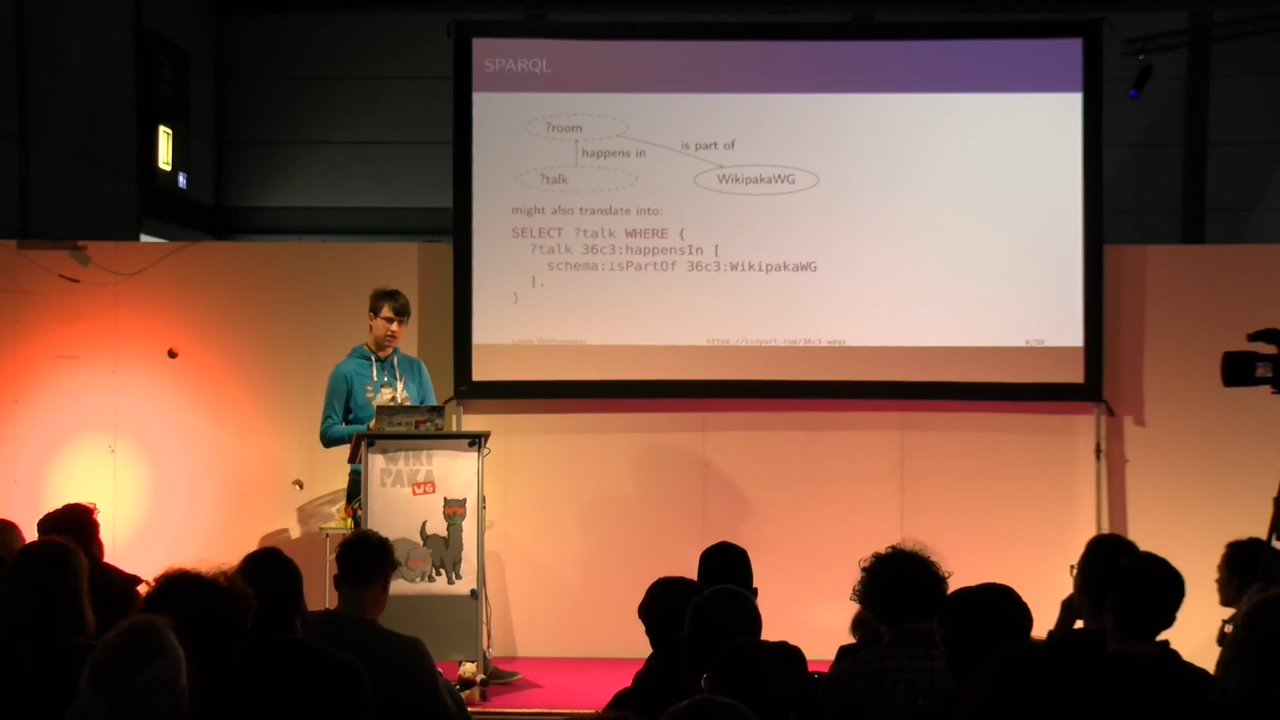 SPARQL
?room
is part of
happens in
?talk
WikipakaWG
might also translate into:
SELECT ?talk WHERE {
?talk 36c3:happensIn [
schema:isPartOf 36c3:WikipakaWG
].
}
https://tinyurl.com/36c3-wdqs
WIKI
PAKA
WG